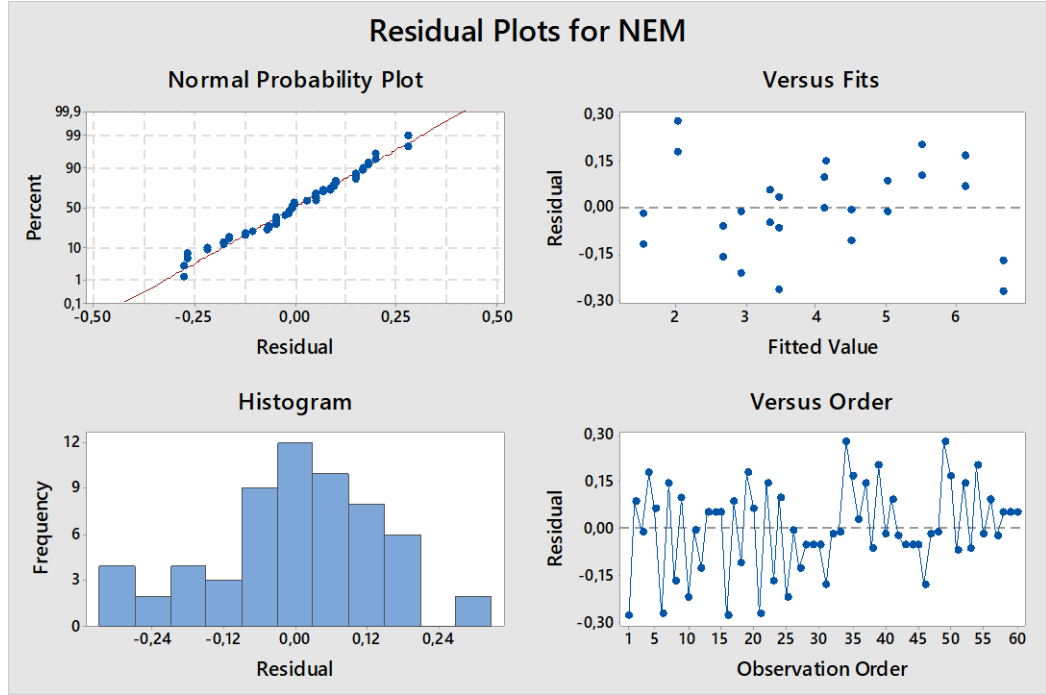 Residual Plots for NEM
Normal Probability Plot
99,9
99
90
50
10
1
0,1
Percent
-0,50 -0,25 0,00 0,25 0,50
Residual
Versus Fits
0,30
0,15
0,00
-0,15
-0,30
Residual
2 3 4 5 6
Fitted Value
Histogram
12
9
6
3
0
Frequency
-0,24 -0,12 0,00 0,12 0,24
Residual
Versus Order
0,30
0,15
0,00
-0,15
-0,30
Residual
1 5 10 15 20 25 30 35 40 45 50 55 60
Observation Order